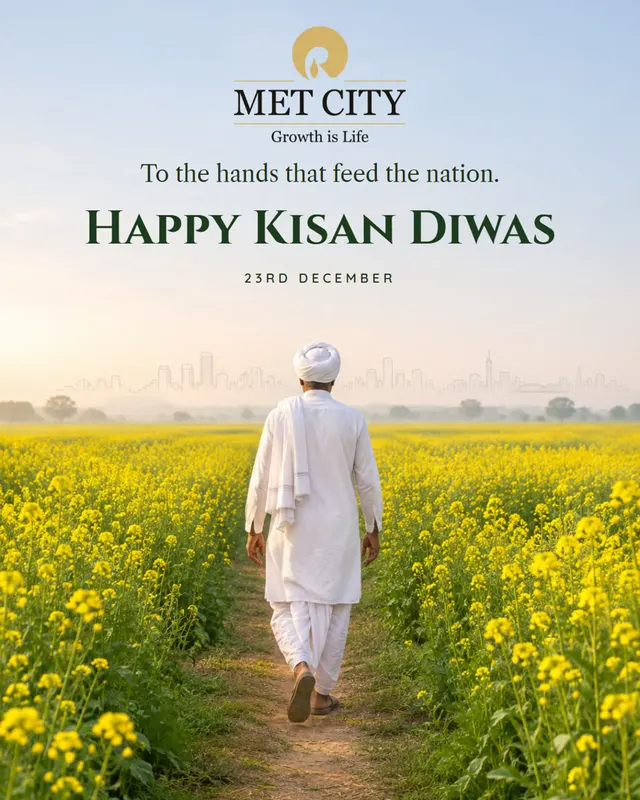 MET CITY
Growth is Life
To the hands that feed the nation.
HAPPY KISAN DIWAS
23RD DECEMBER